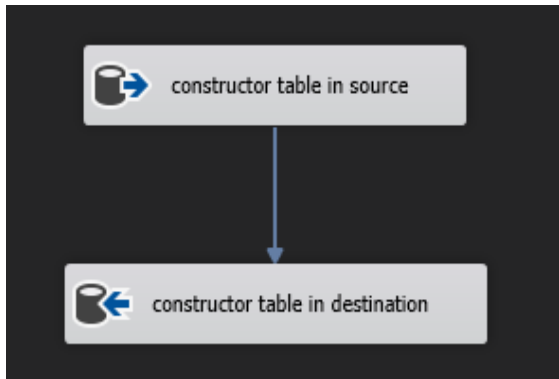 constructor table in source
constructor table in destination